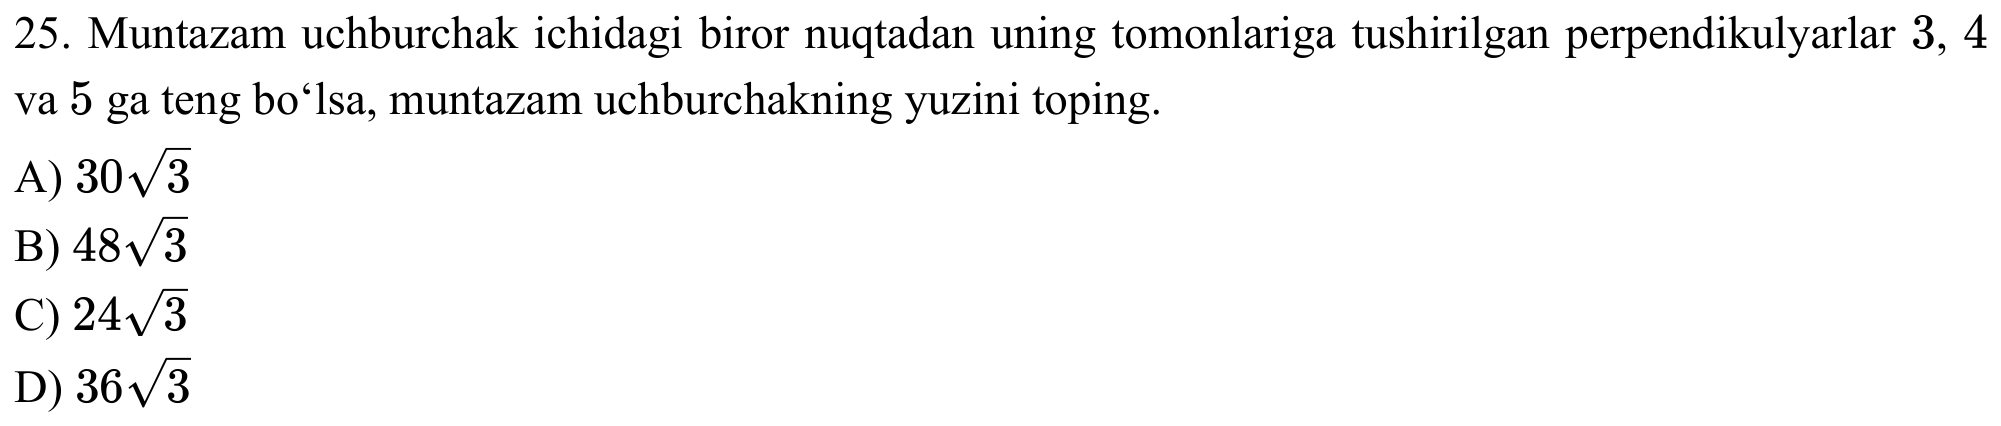 25. Muntazam uchburchak ichidagi biror nuqtadan uning tomonlariga tushirilgan perpendikulyarlar 3, 4
va 5 ga teng bo‘lsa, muntazam uchburchakning yuzini toping.
A) 30√3
B) 48√3
C) 24√3
D) 36√3